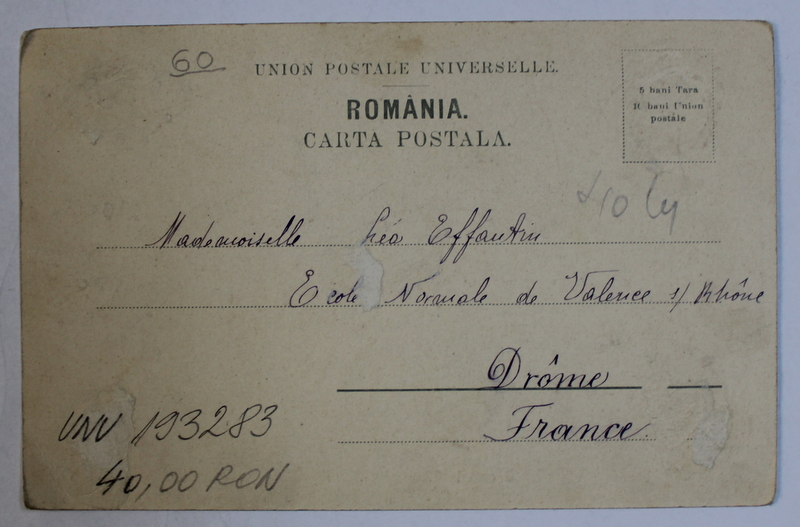 60
UNION POSTALE UNIVERSELLE.
ROMÂNIA.
CARTA POSTALA.
5 bani Tara
10 bani Union
postale
Mademoiselle Léa Effantin
Ecole Normale de Valence s/ Rhône
Drôme
France.
UNV 193283
40,00 RON